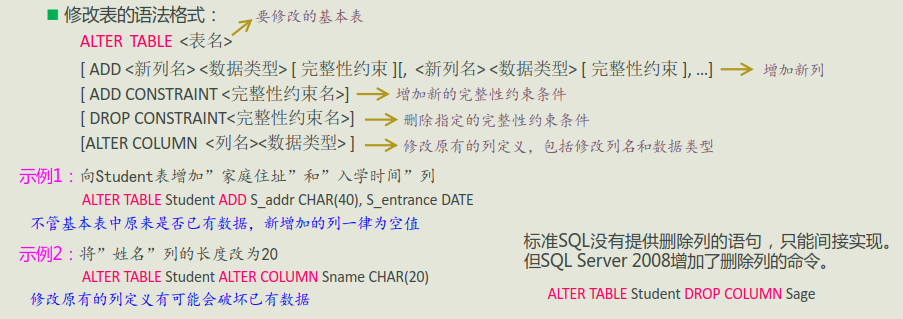 修改表的语法格式：
要修改的基本表
ALTER TABLE <表名>
[ ADD <新列名> <数据类型> [ 完整性约束 ][, <新列名> <数据类型> [ 完整性约束 ], …]
增加新列
[ ADD CONSTRAINT <完整性约束名>]
增加新的完整性约束条件
[ DROP CONSTRAINT<完整性约束名>]
删除指定的完整性约束条件
[ALTER COLUMN <列名><数据类型> ]
修改原有的列定义，包括修改列名和数据类型
示例1：向Student表增加”家庭住址”和”入学时间”列
ALTER TABLE Student ADD S_addr CHAR(40), S_entrance DATE
不管基本表中原来是否已有数据，新增加的列一律为空值
示例2：将”姓名”列的长度改为20
ALTER TABLE Student ALTER COLUMN Sname CHAR(20)
修改原有的列定义有可能会破坏已有数据
标准SQL没有提供删除列的语句，只能间接实现。
但SQL Server 2008增加了删除列的命令。
ALTER TABLE Student DROP COLUMN Sage